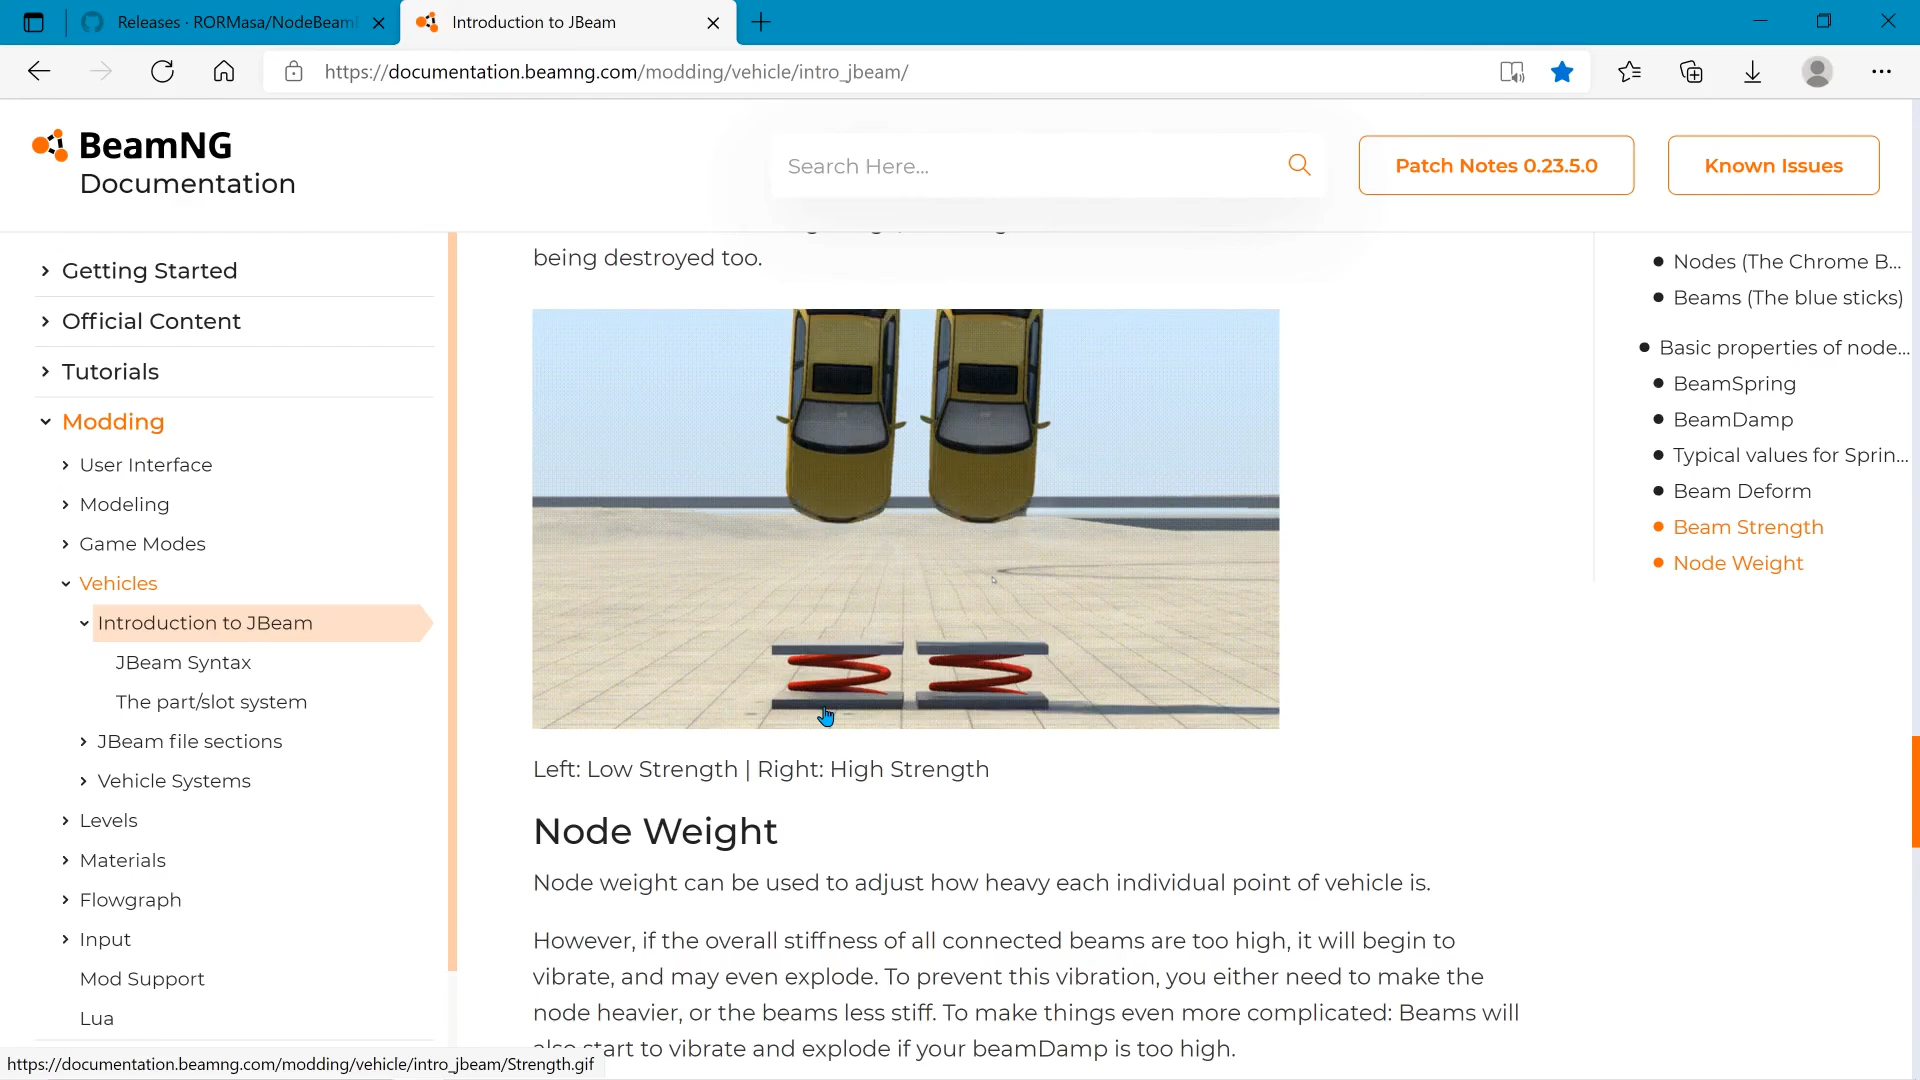 Releases · RORMasa/NodeBeam
Introduction to JBeam
https://documentation.beamng.com/modding/vehicle/intro_jbeam/
BeamNG
Documentation
Search Here...
Patch Notes 0.23.5.0
Known Issues
Getting Started
Official Content
Tutorials
Modding
User Interface
Modeling
Game Modes
Vehicles
Introduction to JBeam
JBeam Syntax
The part/slot system
JBeam file sections
Vehicle Systems
Levels
Materials
Flowgraph
Input
Mod Support
Lua
being destroyed too.
Left: Low Strength | Right: High Strength
Node Weight
Node weight can be used to adjust how heavy each individual point of vehicle is.
However, if the overall stiffness of all connected beams are too high, it will begin to
vibrate, and may even explode. To prevent this vibration, you either need to make the
node heavier, or the beams less stiff. To make things even more complicated: Beams will
also start to vibrate and explode if your beamDamp is too high.
Nodes (The Chrome B...
Beams (The blue sticks)
Basic properties of node...
BeamSpring
BeamDamp
Typical values for Sprin...
Beam Deform
Beam Strength
Node Weight
https://documentation.beamng.com/modding/vehicle/intro_jbeam/Strength.gif